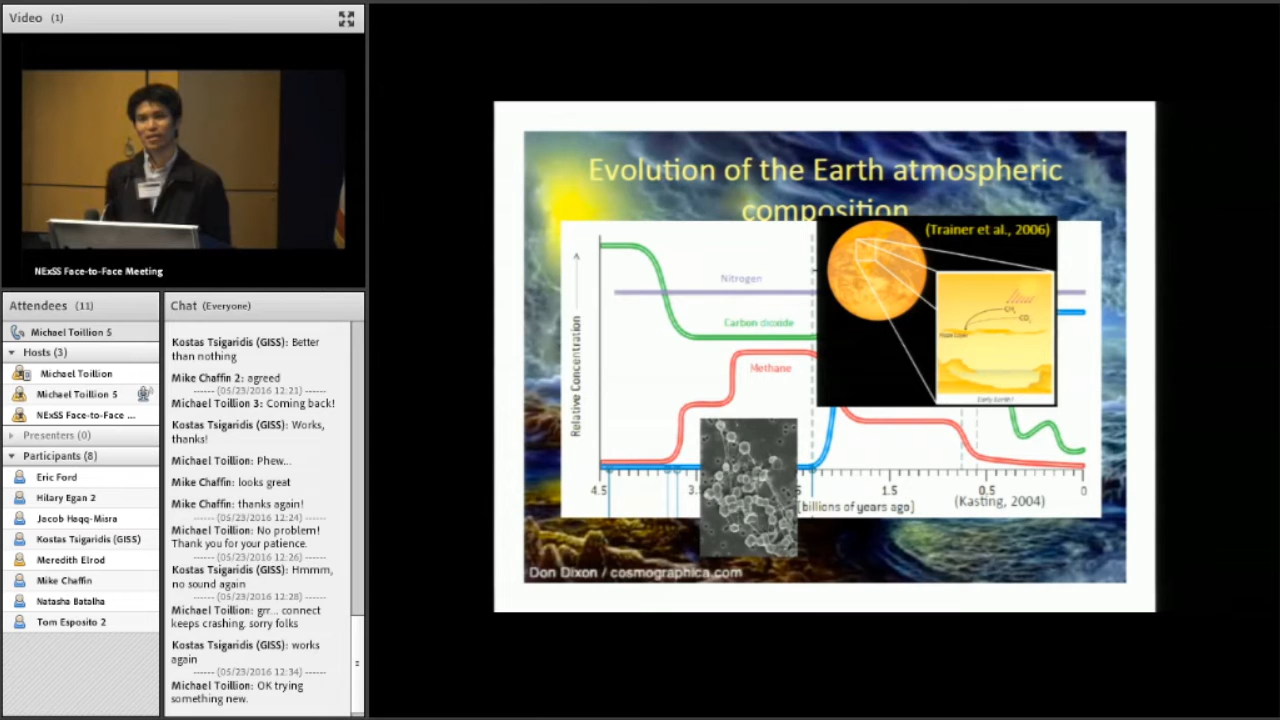 Video (1)
NExSS Face-to-Face Meeting
Attendees (11)
Michael Toillion 5
Hosts (3)
Michael Toillion
Michael Toillion 5
NExSS Face-to-Face ...
Presenters (0)
Participants (8)
Eric Ford
Hilary Egan 2
Jacob Haqq-Misra
Kostas Tsigaridis (GISS)
Meredith Elrod
Mike Chaffin
Natasha Batalha
Tom Esposito 2
Chat (Everyone)
Kostas Tsigaridis (GISS): Better
than nothing
Mike Chaffin 2: agreed
------ (05/23/2016 12:21) ------
Michael Toillion 3: Coming back!
Kostas Tsigaridis (GISS): Works,
thanks!
Michael Toillion: Phew...
Mike Chaffin: looks great
Mike Chaffin: thanks again!
------ (05/23/2016 12:24) ------
Michael Toillion: No problem!
Thank you for your patience.
------ (05/23/2016 12:26) ------
Kostas Tsigaridis (GISS): Hmmm,
no sound again
------ (05/23/2016 12:28) ------
Michael Toillion: grr... connect
keeps crashing. sorry folks
Kostas Tsigaridis (GISS): works
again
------ (05/23/2016 12:34) ------
Michael Toillion: OK trying
something new.
Evolution of the Earth atmospheric
composition
(Trainer et al., 2006)
Nitrogen
Carbon dioxide
Methane
Relative Concentration
CH4
CO2
Early Earth?
4.5
1.5
0.5
0
[billions of years ago]
(Kasting, 2004)
Don Dixon / cosmographica.com